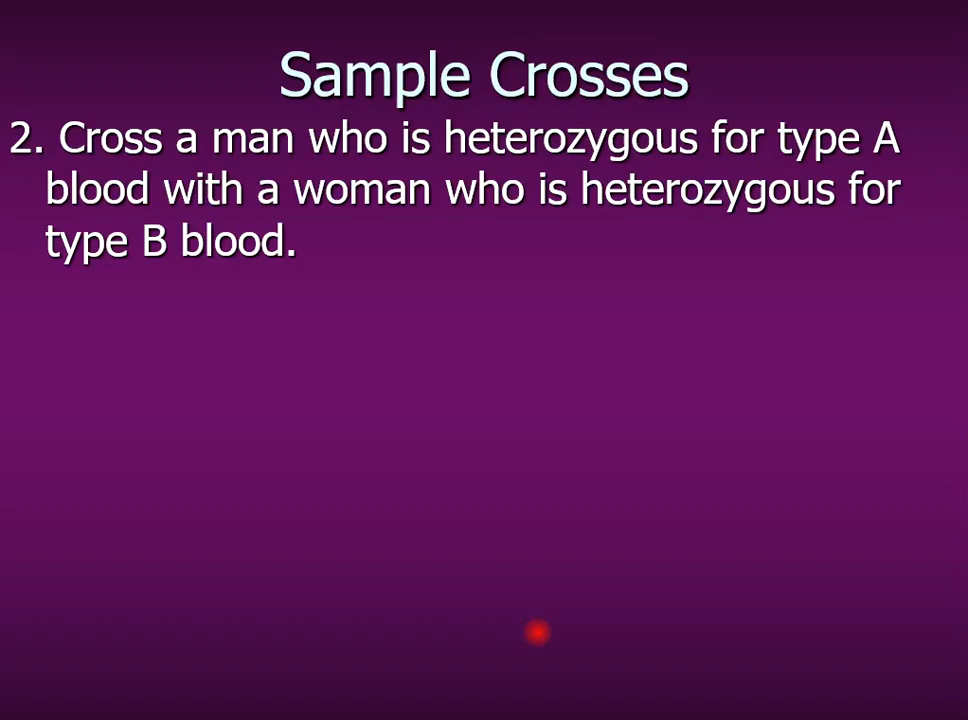 Sample Crosses
2. Cross a man who is heterozygous for type A
blood with a woman who is heterozygous for
type B blood.